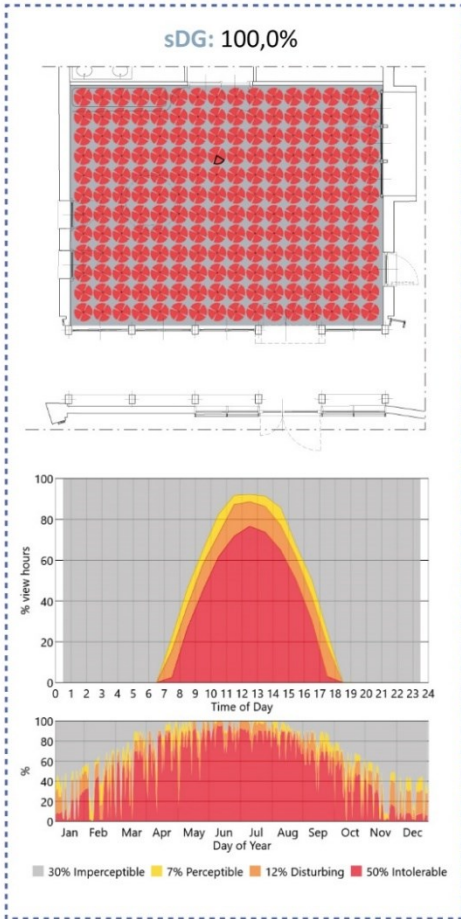 sDG: 100,0%
100
80
60
40
20
0
% view hours
0 1 2 3 4 5 6 7 8 9 10 11 12 13 14 15 16 17 18 19 20 21 22 23 24
Time of Day
100
80
60
40
20
0
%
Jan Feb Mar Apr May Jun Jul Aug Sep Oct Nov Dec
Day of Year
30% Imperceptible 7% Perceptible 12% Disturbing 50% Intolerable